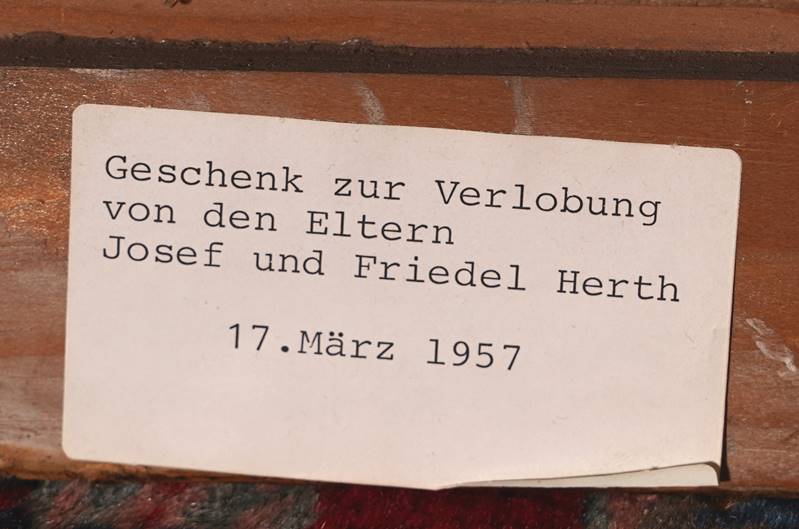 Geschenk zur Verlobung
von den Eltern
Josef und Friedel Herth
17.März 1957